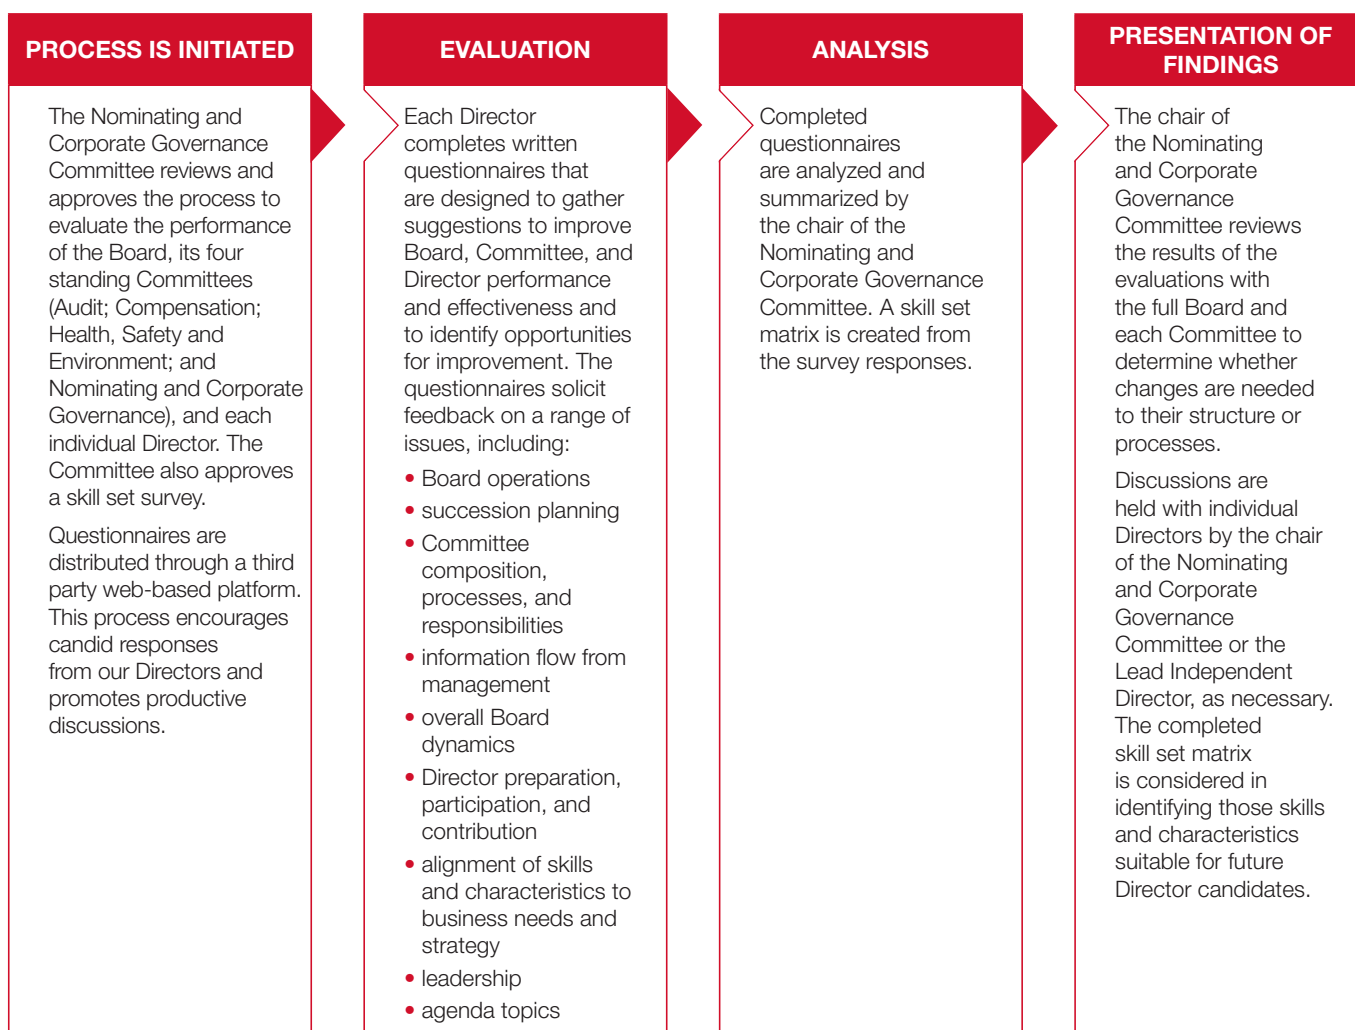 PROCESS IS INITIATED
The Nominating and
Corporate Governance
Committee reviews and
approves the process to
evaluate the performance
of the Board, its four
standing Committees
(Audit; Compensation;
Health, Safety and
Environment; and
Nominating and Corporate
Governance), and each
individual Director. The
Committee also approves
a skill set survey.
Questionnaires are
distributed through a third
party web-based platform.
This process encourages
candid responses
from our Directors and
promotes productive
discussions.
EVALUATION
Each Director
completes written
questionnaires that
are designed to gather
suggestions to improve
Board, Committee, and
Director performance
and effectiveness and
to identify opportunities
for improvement. The
questionnaires solicit
feedback on a range of
issues, including:
• Board operations
• succession planning
• Committee
composition,
processes, and
responsibilities
• information flow from
management
• overall Board
dynamics
• Director preparation,
participation, and
contribution
• alignment of skills
and characteristics to
business needs and
strategy
• leadership
• agenda topics
ANALYSIS
Completed
questionnaires
are analyzed and
summarized by
the chair of the
Nominating and
Corporate Governance
Committee. A skill set
matrix is created from
the survey responses.
PRESENTATION OF
FINDINGS
The chair of
the Nominating
and Corporate
Governance
Committee reviews
the results of the
evaluations with
the full Board and
each Committee to
determine whether
changes are needed
to their structure or
processes.
Discussions are
held with individual
Directors by the chair
of the Nominating
and Corporate
Governance
Committee or the
Lead Independent
Director, as necessary.
The completed
skill set matrix
is considered in
identifying those skills
and characteristics
suitable for future
Director candidates.